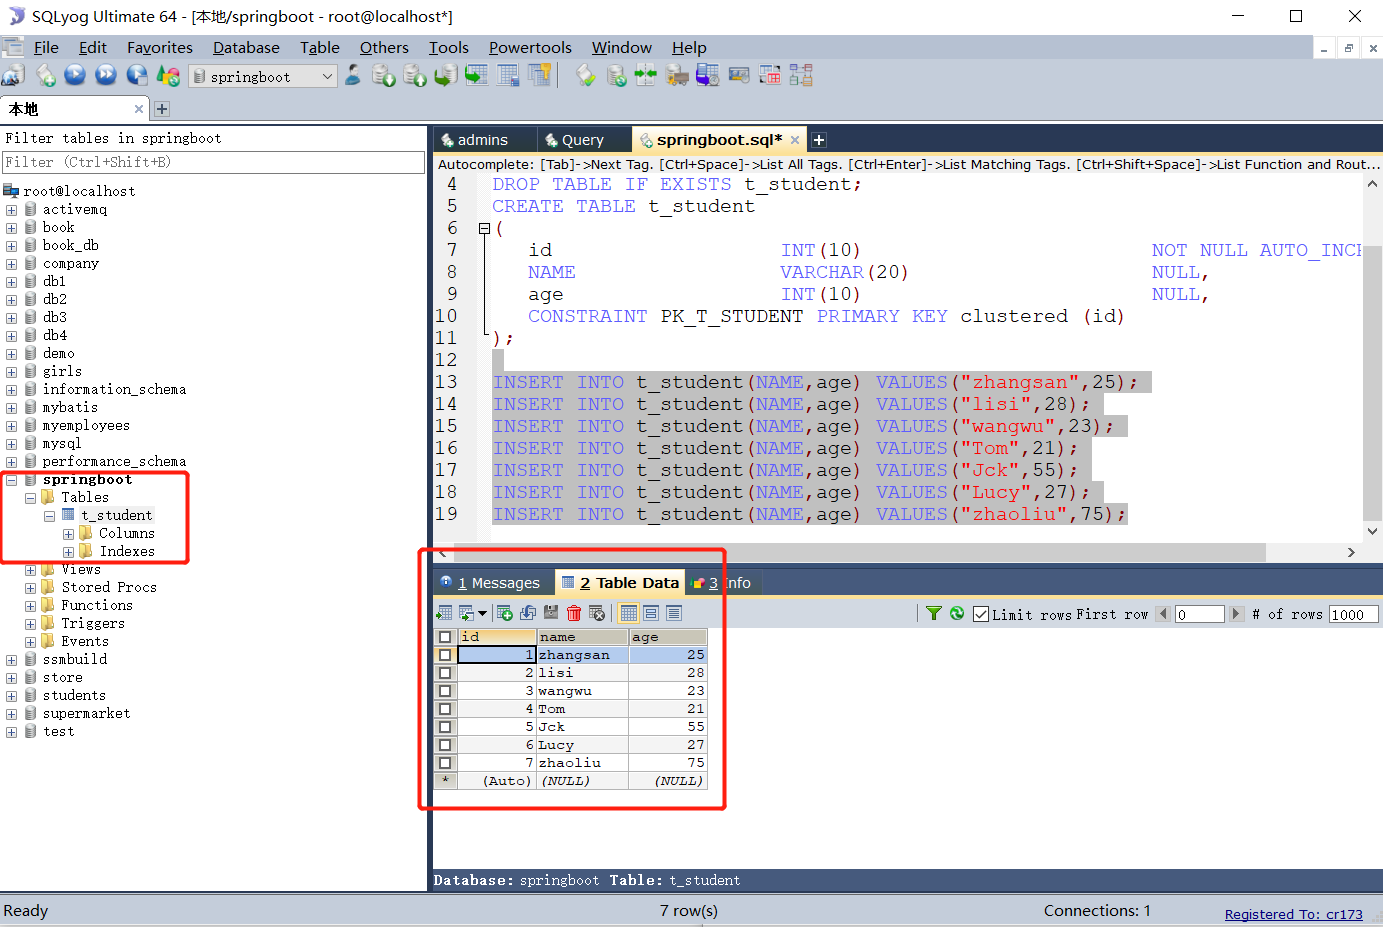 SQLyog Ultimate 64 - [本地/springboot - root@localhost*]
File Edit Favorites Database Table Others Tools Powertools Window Help
springboot
本地
Filter tables in springboot
Filter (Ctrl+Shift+B)
root@localhost
activemq
book
book_db
company
db1
db2
db3
db4
demo
girls
information_schema
mybatis
myemployees
mysql
performance_schema
springboot
Tables
t_student
Columns
Indexes
Views
Stored Procs
Functions
Triggers
Events
ssmbuild
store
students
supermarket
test
admins Query springboot.sql*
Autocomplete: [Tab]->Next Tag. [Ctrl+Space]->List All Tags. [Ctrl+Enter]->List Matching Tags. [Ctrl+Shift+Space]->List Function and Rout...
4 DROP TABLE IF EXISTS t_student;
5 CREATE TABLE t_student
6 (
7 id INT(10) NOT NULL AUTO_INCR
8 NAME VARCHAR(20) NULL,
9 age INT(10) NULL,
10 CONSTRAINT PK_T_STUDENT PRIMARY KEY clustered (id)
11 );
12
13 INSERT INTO t_student(NAME,age) VALUES("zhangsan",25);
14 INSERT INTO t_student(NAME,age) VALUES("lisi",28);
15 INSERT INTO t_student(NAME,age) VALUES("wangwu",23);
16 INSERT INTO t_student(NAME,age) VALUES("Tom",21);
17 INSERT INTO t_student(NAME,age) VALUES("Jck",55);
18 INSERT INTO t_student(NAME,age) VALUES("Lucy",27);
19 INSERT INTO t_student(NAME,age) VALUES("zhaoliu",75);
1 Messages 2 Table Data 3 Info
Limit rows First row 0 # of rows 1000
id name age
1 zhangsan 25
2 lisi 28
3 wangwu 23
4 Tom 21
5 Jck 55
6 Lucy 27
7 zhaoliu 75
* (Auto) (NULL) (NULL)
Database: springboot Table: t_student
Ready 7 row(s) Connections: 1 Registered To: cr173